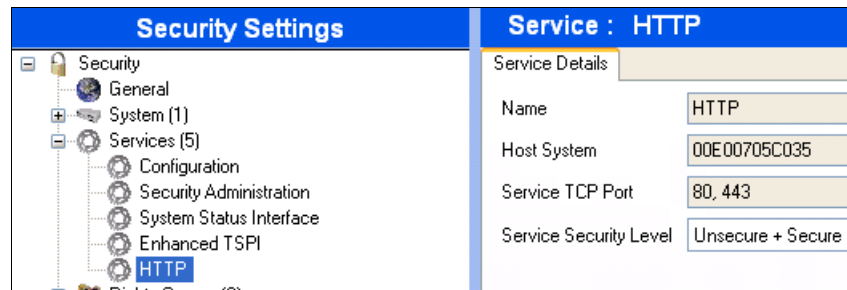 Security Settings
Security
General
System (1)
Services (5)
Configuration
Security Administration
System Status Interface
Enhanced TSPI
HTTP
Service : HTTP
Service Details
Name HTTP
Host System 00E00705C035
Service TCP Port 80, 443
Service Security Level Unsecure + Secure